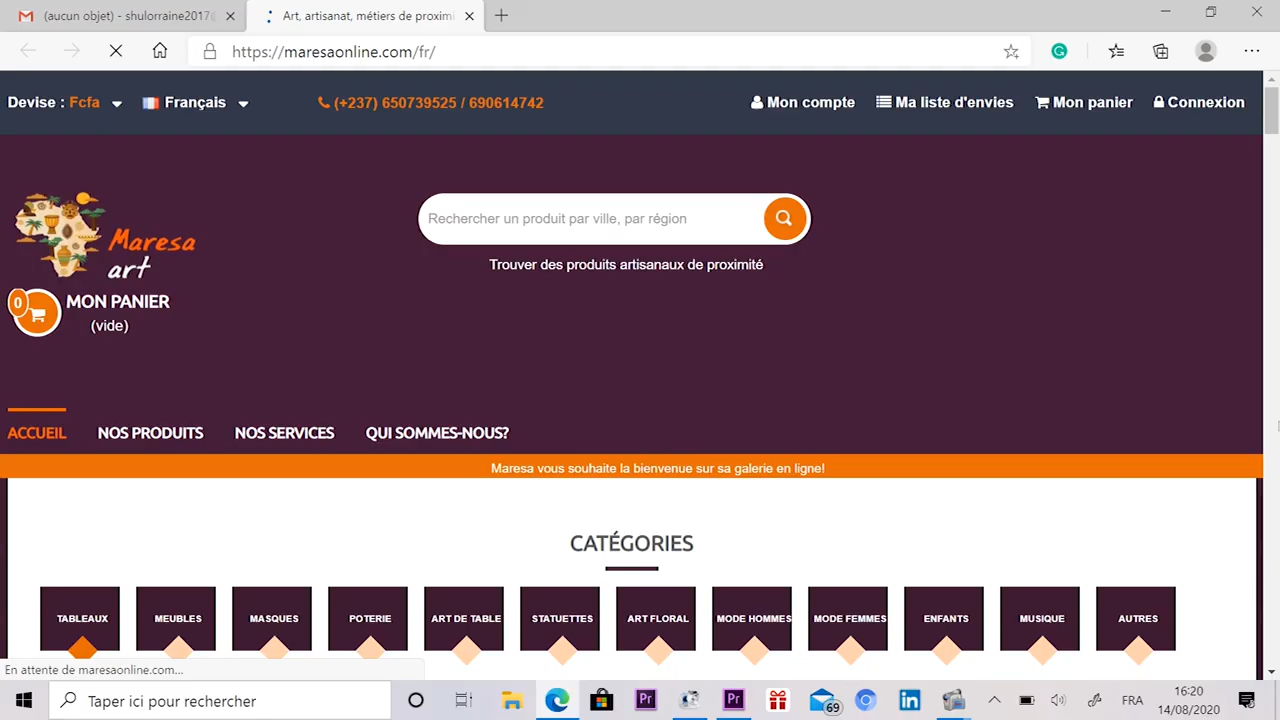 (aucun objet) - shulorraine2017@
Art, artisanat, métiers de proximi
https://maresaonline.com/fr/
Devise : Fcfa
Français
(+237) 650739525 / 690614742
Mon compte
Ma liste d'envies
Mon panier
Connexion
Maresa
art
Rechercher un produit par ville, par région
Trouver des produits artisanaux de proximité
0
MON PANIER
(vide)
ACCUEIL
NOS PRODUITS
NOS SERVICES
QUI SOMMES-NOUS?
Maresa vous souhaite la bienvenue sur sa galerie en ligne!
CATÉGORIES
TABLEAUX
MEUBLES
MASQUES
POTERIE
ART DE TABLE
STATUETTES
ART FLORAL
MODE HOMMES
MODE FEMMES
ENFANTS
MUSIQUE
AUTRES
En attente de maresaonline.com...
Taper ici pour rechercher
Pr
Pr
69
in
FRA
16:20
14/08/2020